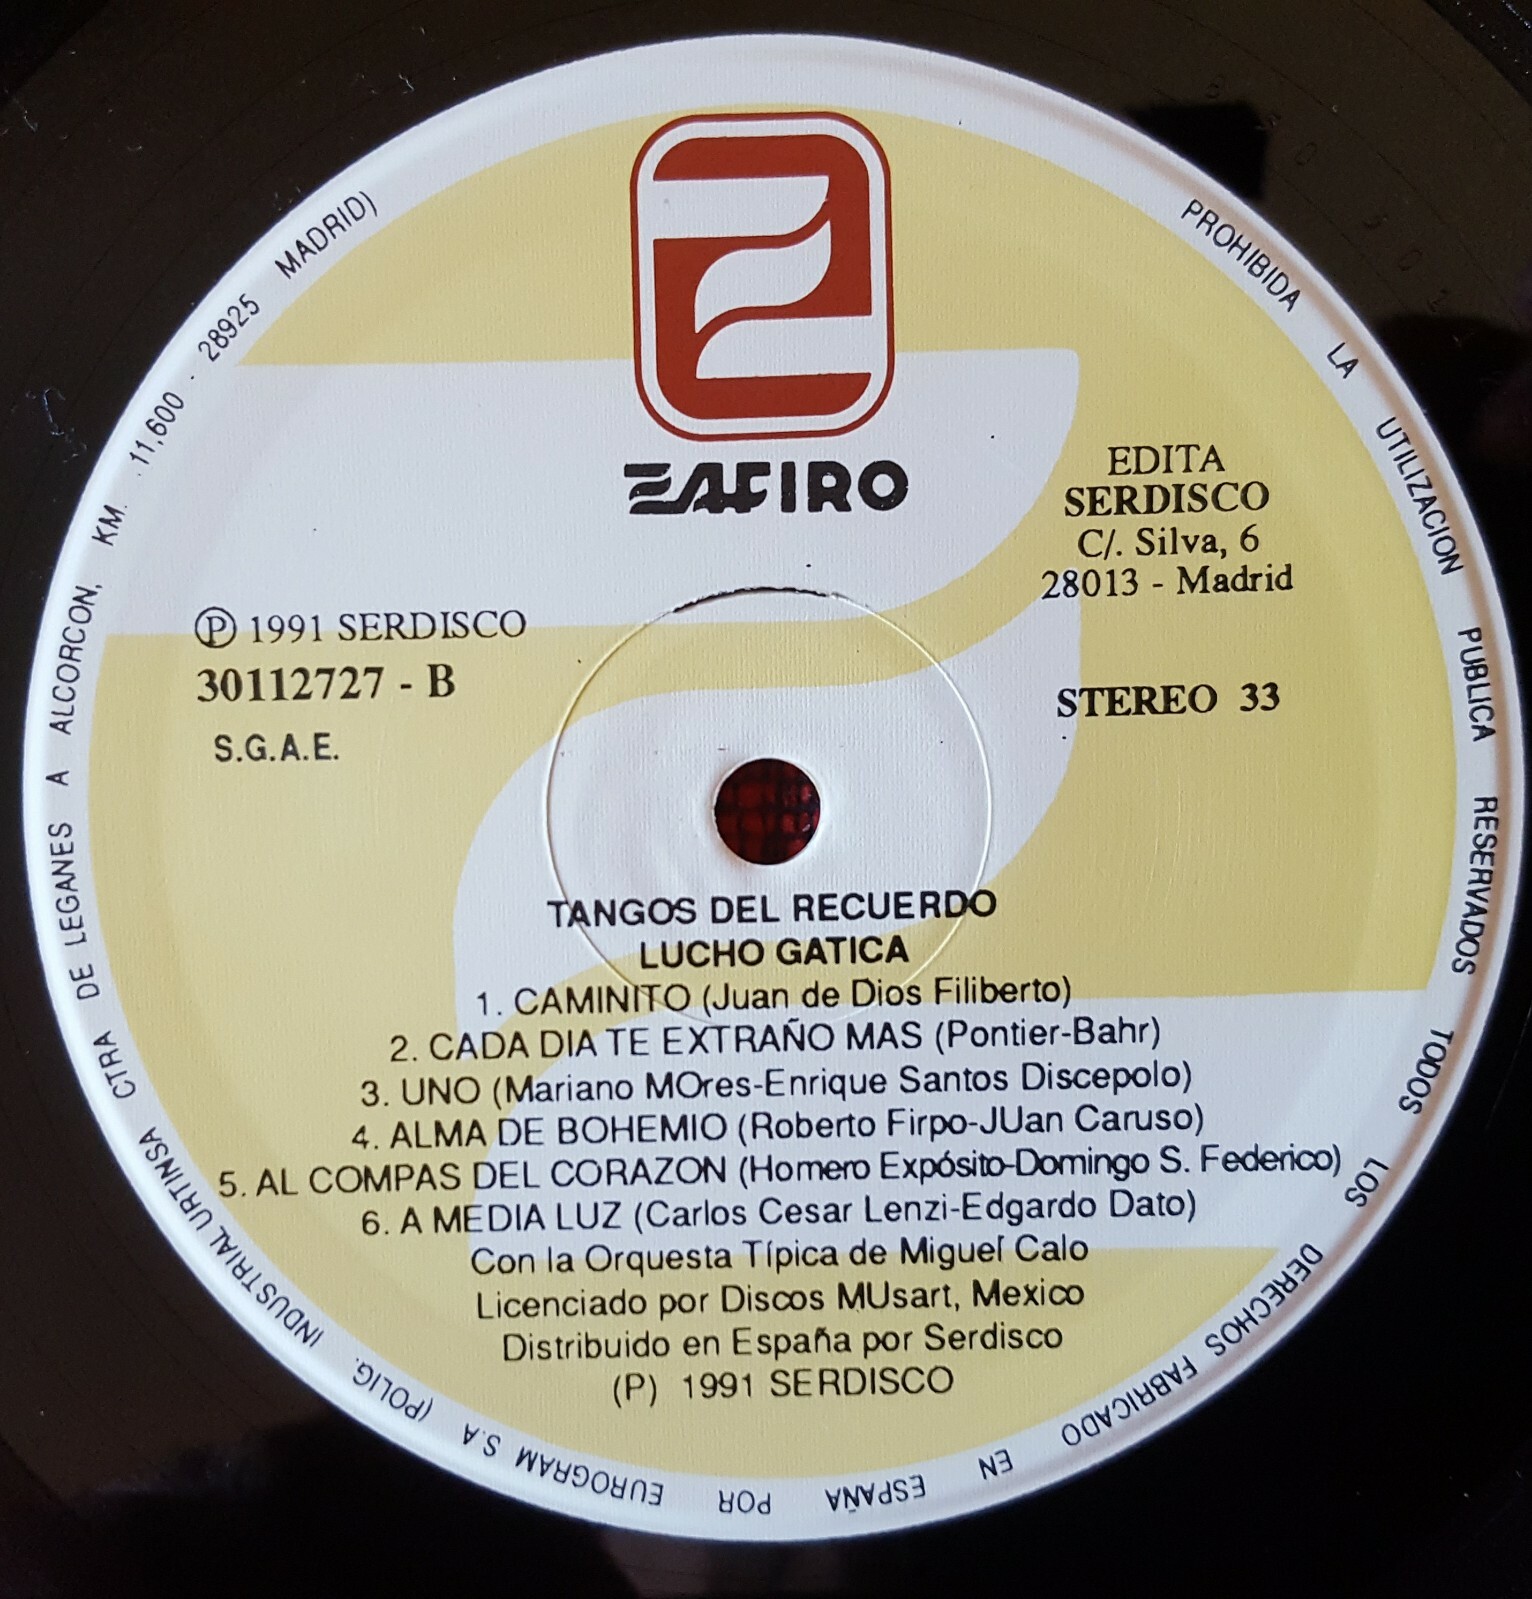 ZAFIRO
EDITA
SERDISCO
C/. Silva, 6
28013 - Madrid
Ⓟ 1991 SERDISCO
30112727 - B
S.G.A.E.
STEREO 33
TANGOS DEL RECUERDO
LUCHO GATICA
1. CAMINITO (Juan de Dios Filiberto)
2. CADA DIA TE EXTRAÑO MAS (Pontier-Bahr)
3. UNO (Mariano MOres-Enrique Santos Discepolo)
4. ALMA DE BOHEMIO (Roberto Firpo-JUan Caruso)
5. AL COMPAS DEL CORAZON (Homero Expósito-Domingo S. Federico)
6. A MEDIA LUZ (Carlos Cesar Lenzi-Edgardo Dato)
Con la Orquesta Típica de Miguel Calo
Licenciado por Discos MUsart, Mexico
Distribuido en España por Serdisco
(P) 1991 SERDISCO
PROHIBIDA LA UTILIZACION PUBLICA RESERVADOS TODOS LOS DERECHOS FABRICADO EN ESPAÑA POR EUROGRAM S.A (POLIG. INDUSTRIAL URTINSA CTRA DE LEGANES A ALCORCON, KM. 11,600 - 28925 MADRID)